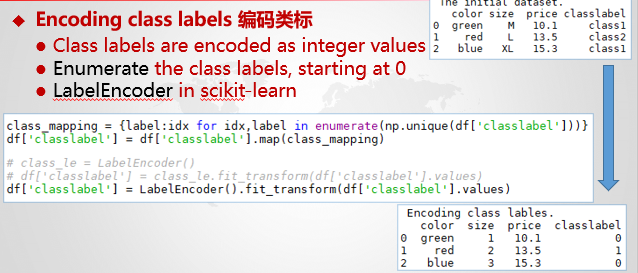 Encoding class labels 编码类标
Class labels are encoded as integer values
Enumerate the class labels, starting at 0
LabelEncoder in scikit-learn
The initial dataset.
color size price classlabel
0 green M 10.1 class1
1 red L 13.5 class2
2 blue XL 15.3 class1
class_mapping = {label:idx for idx,label in enumerate(np.unique(df['classlabel']))}
df['classlabel'] = df['classlabel'].map(class_mapping)
# class_le = LabelEncoder()
# df['classlabel'] = class_le.fit_transform(df['classlabel'].values)
df['classlabel'] = LabelEncoder().fit_transform(df['classlabel'].values)
Encoding class lables.
color size price classlabel
0 green 1 10.1 0
1 red 2 13.5 1
2 blue 3 15.3 0